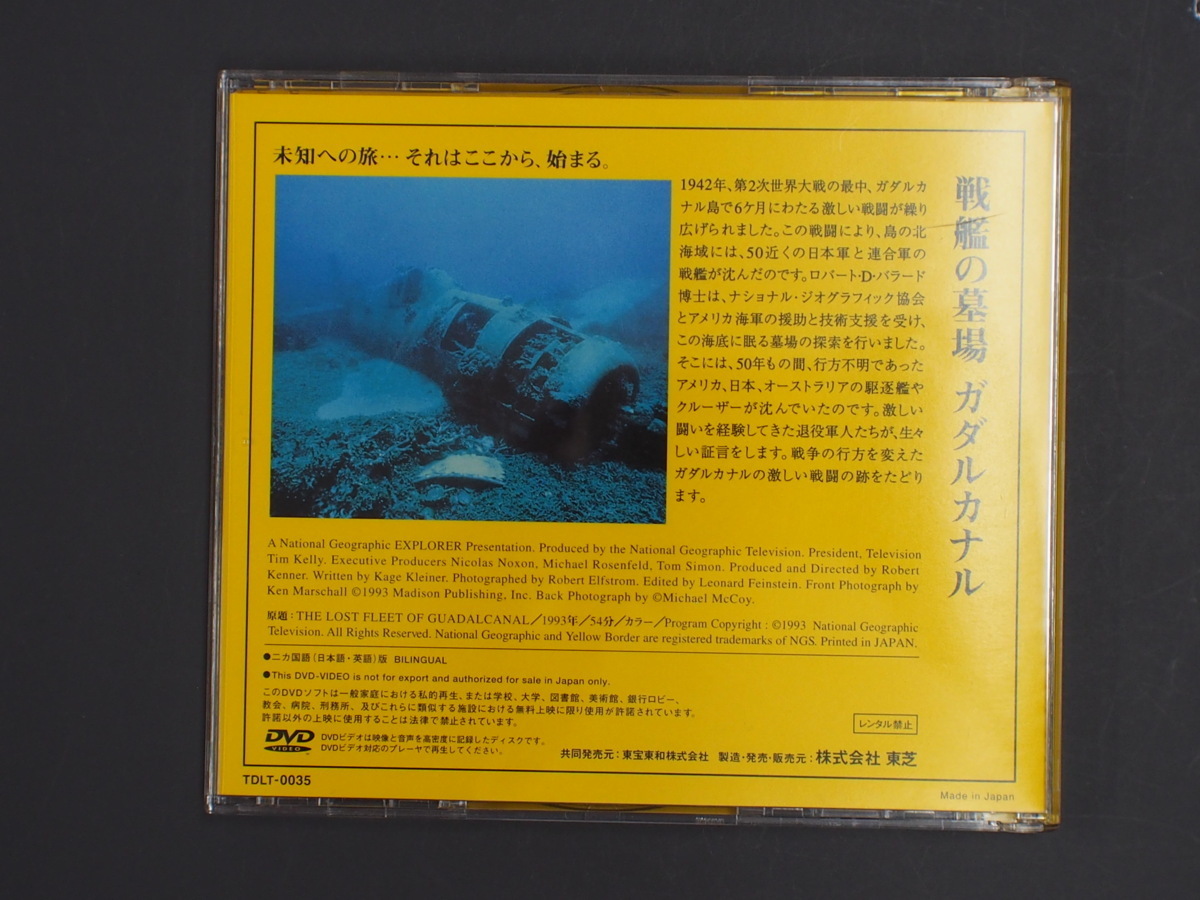 未知への旅…それはここから、始まる。
戦艦の墓場 ガダルカナル
1942年、第2次世界大戦の最中、ガダルカ
ナル島で6ケ月にわたる激しい戦闘が繰り
広げられました。この戦闘により、島の北
海域には、50近くの日本軍と連合軍の
戦艦が沈んだのです。ロバート・D・バラード
博士は、ナショナル・ジオグラフィック協会
とアメリカ海軍の援助と技術支援を受け、
この海底に眠る墓場の探索を行いました。
そこには、50年もの間、行方不明であった
アメリカ、日本、オーストラリアの駆逐艦や
クルーザーが沈んでいたのです。激しい
闘いを経験してきた退役軍人たちが、生々
しい証言をします。戦争の行方を変えた
ガダルカナルの激しい戦闘の跡をたどり
ます。
A National Geographic EXPLORER Presentation. Produced by the National Geographic Television. President, Television
Tim Kelly. Executive Producers Nicolas Noxon, Michael Rosenfeld, Tom Simon. Produced and Directed by Robert
Kenner. Written by Kage Kleiner. Photographed by Robert Elfstrom. Edited by Leonard Feinstein. Front Photograph by
Ken Marschall ©1993 Madison Publishing, Inc. Back Photograph by ©Michael McCoy.
原題：THE LOST FLEET OF GUADALCANAL／1993年／54分／カラー／Program Copyright : ©1993 National Geographic
Television. All Rights Reserved. National Geographic and Yellow Border are registered trademarks of NGS. Printed in JAPAN.
●二カ国語（日本語・英語）版 BILINGUAL
●This DVD-VIDEO is not for export and authorized for sale in Japan only.
このDVDソフトは一般家庭における私的再生、または学校、大学、図書館、美術館、銀行ロビー、
教会、病院、刑務所、及びこれらに類似する施設における無料上映に限り使用が許諾されています。
許諾以外の上映に使用することは法律で禁止されています。
レンタル禁止
DVD VIDEO
DVDビデオは映像と音声を高密度に記録したディスクです。
DVDビデオ対応のプレーヤで再生してください。
共同発売元：東宝東和株式会社 製造・発売・販売元：株式会社 東芝
TDLT-0035
Made in Japan